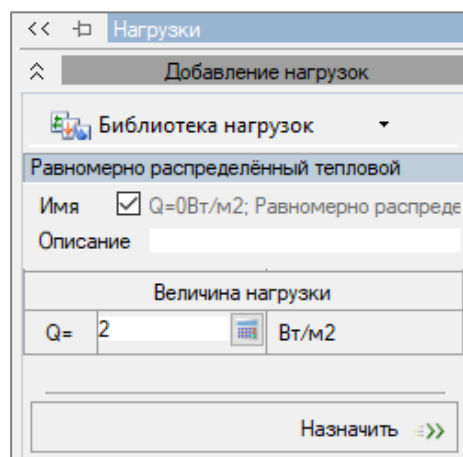 << Нагрузки
Добавление нагрузок
Библиотека нагрузок
Равномерно распределённый тепловой
Имя Q=0Вт/м2; Равномерно распреде
Описание
Величина нагрузки
Q= 2 Вт/м2
Назначить